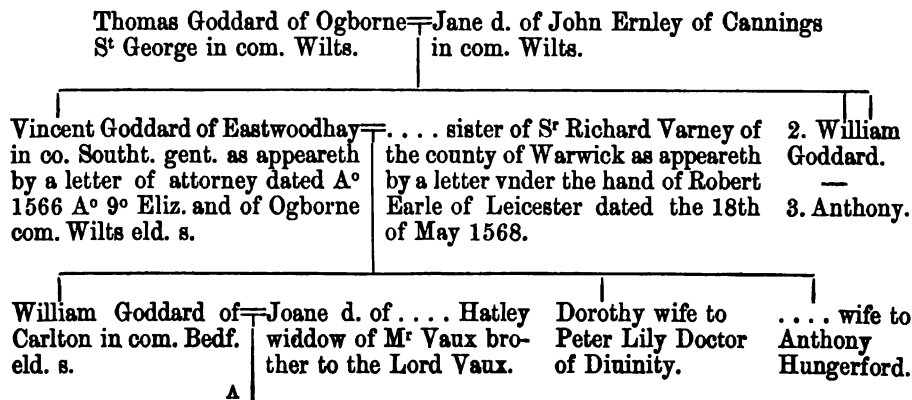 Thomas Goddard of Ogborne
St George in com. Wilts.
Jane d. of John Ernley of Cannings
in com. Wilts.
Vincent Goddard of Eastwoodhay
in co. Southt. gent. as appeareth
by a letter of attorney dated Aº
1566 Aº 9º Eliz. and of Ogborne
com. Wilts eld. s.
.... sister of Sr Richard Varney of
the county of Warwick as appeareth
by a letter vnder the hand of Robert
Earle of Leicester dated the 18th
of May 1568.
2. William
Goddard.
—
3. Anthony.
William Goddard of
Carlton in com. Bedf.
eld. s.
Joane d. of .... Hatley
widdow of Mr Vaux bro-
ther to the Lord Vaux.
Dorothy wife to
Peter Lily Doctor
of Diuinity.
.... wife to
Anthony
Hungerford.
A